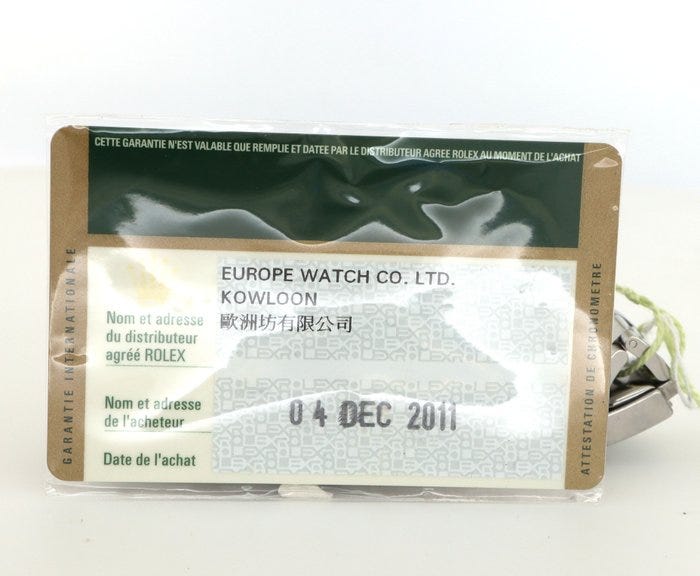 CETTE GARANTIE N'EST VALABLE QUE REMPLIE ET DATEE PAR LE DISTRIBUTEUR AGREE ROLEX AU MOMENT DE L'ACHAT
GARANTIE INTERNATIONALE
EUROPE WATCH CO. LTD.
KOWLOON
歐洲坊有限公司
Nom et adresse
du distributeur
agréé ROLEX
Nom et adresse
de l'acheteur
04 DEC 2011
Date de l'achat
ATTESTATION DE CHRONOMETRE